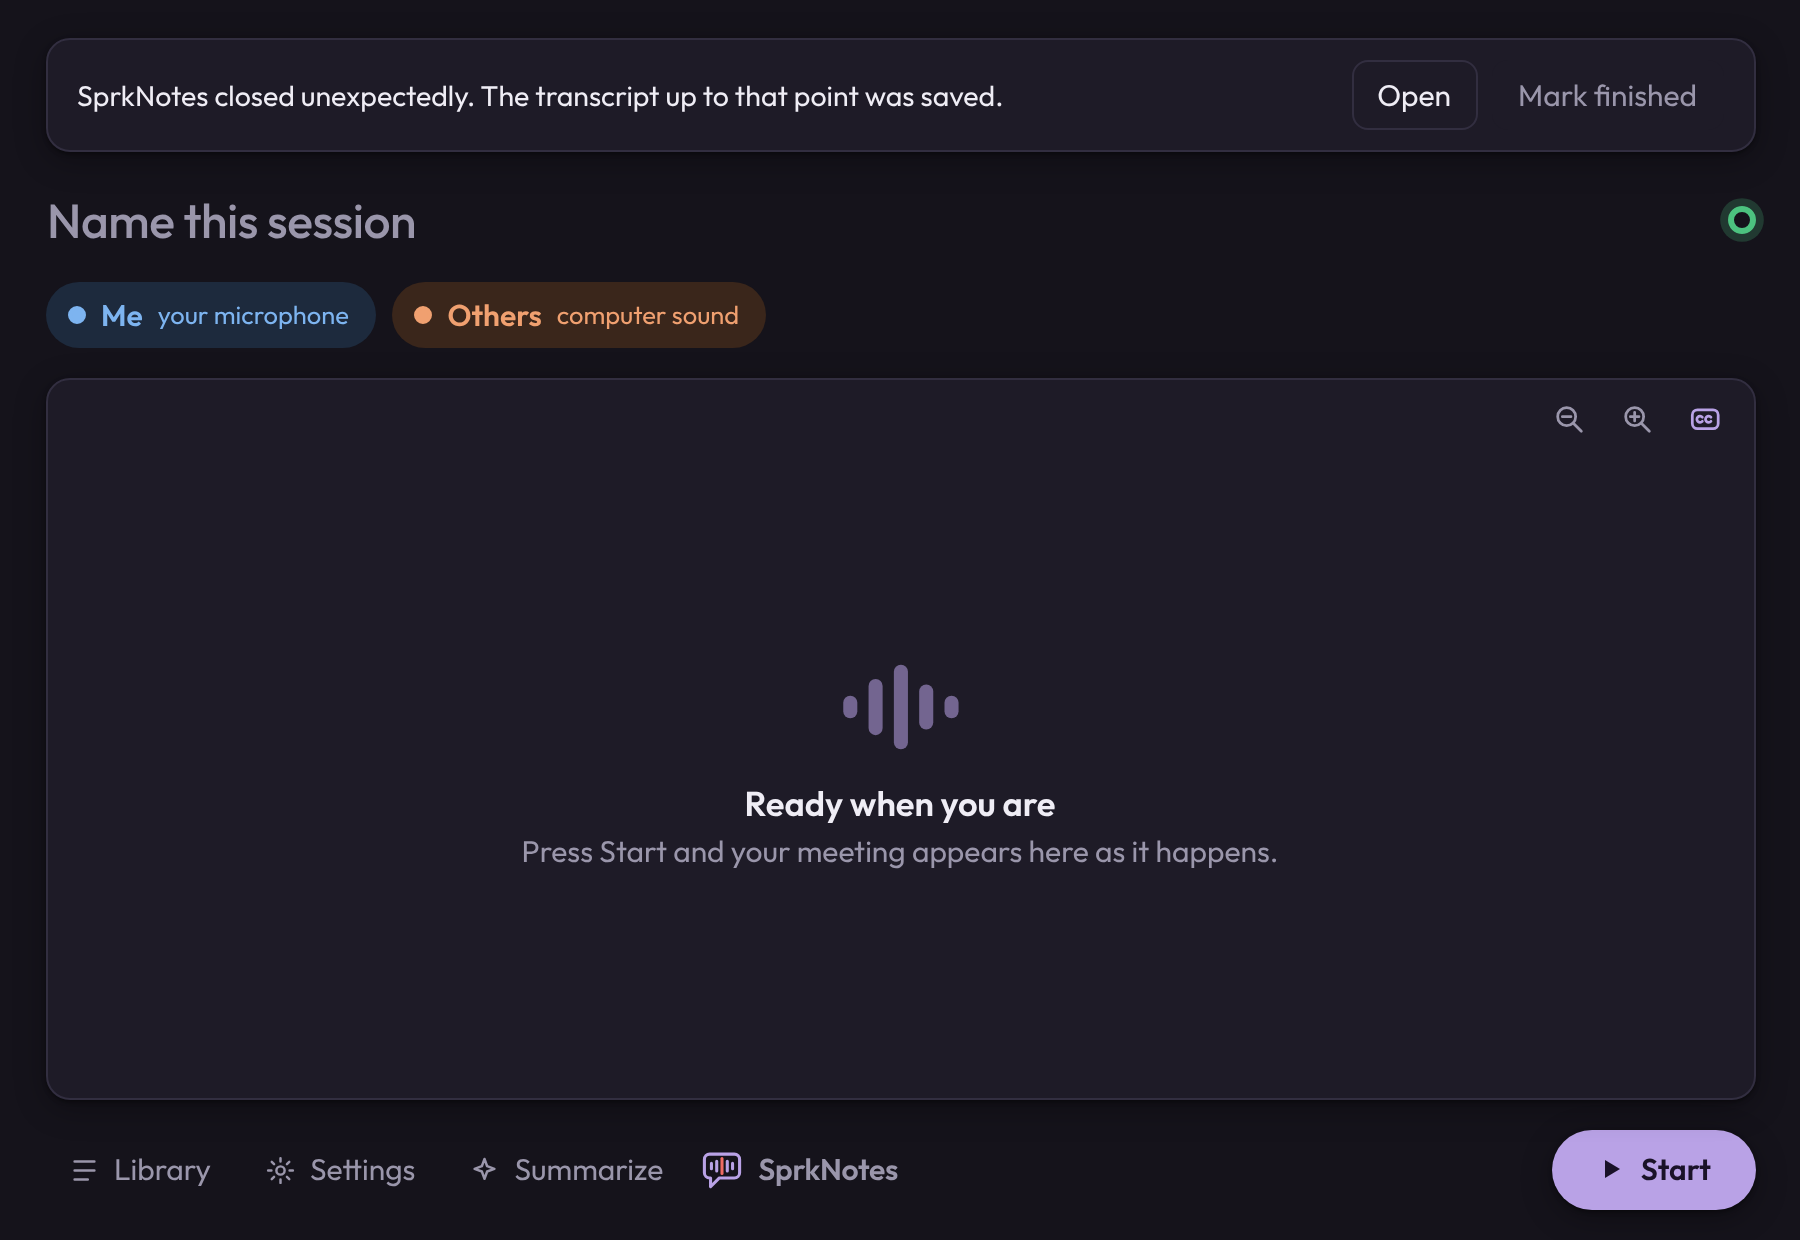 SprkNotes closed unexpectedly. The transcript up to that point was saved. Open Mark finished
Name this session
Me your microphone Others computer sound
CC
Ready when you are
Press Start and your meeting appears here as it happens.
Library Settings Summarize SprkNotes Start